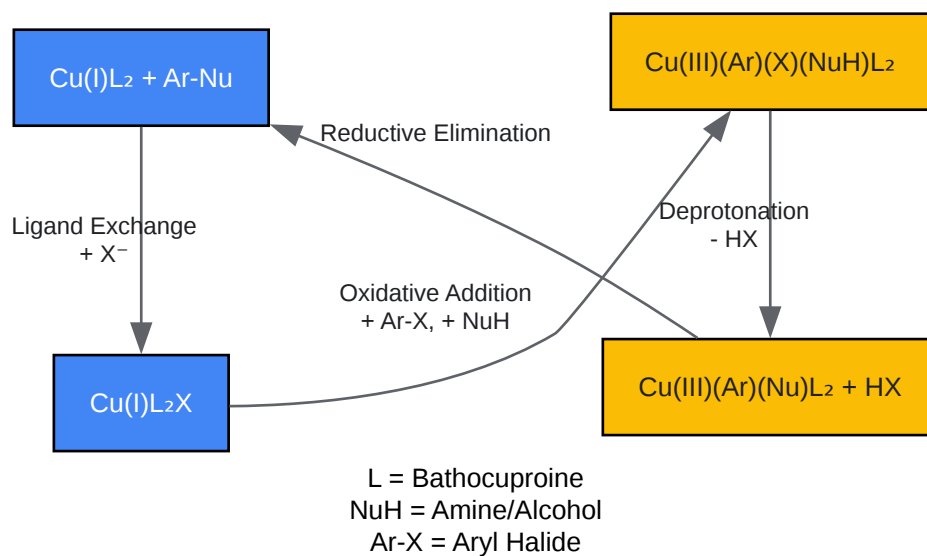 Cu(I)L₂ + Ar-Nu
Cu(III)(Ar)(X)(NuH)L₂
Reductive Elimination
Ligand Exchange
+ X⁻
Deprotonation
- HX
Oxidative Addition
+ Ar-X, + NuH
Cu(I)L₂X
Cu(III)(Ar)(Nu)L₂ + HX
L = Bathocuproine
NuH = Amine/Alcohol
Ar-X = Aryl Halide